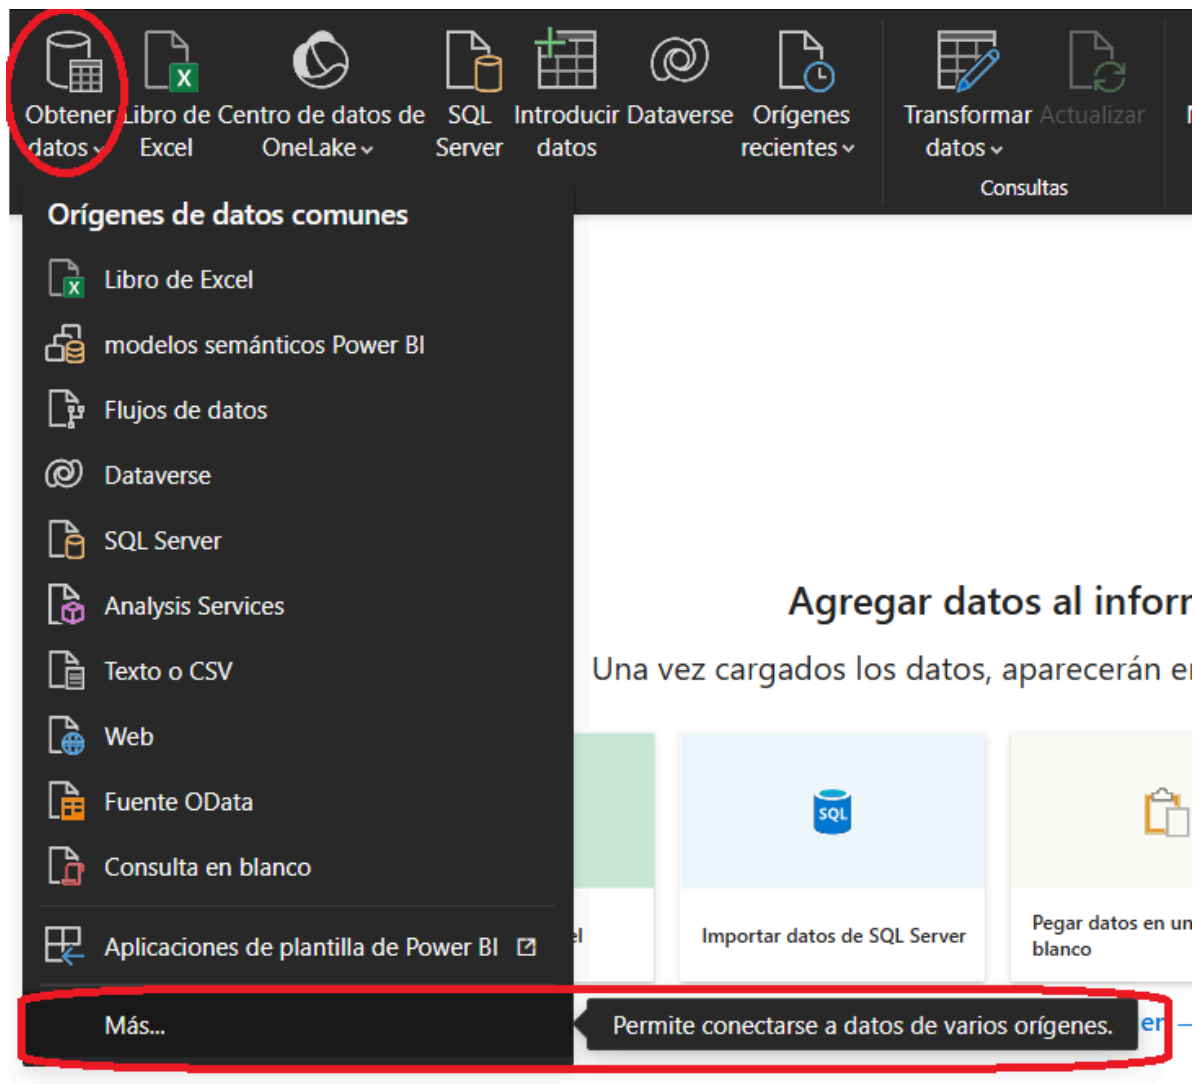 Obtener
datos
Libro de
Excel
Centro de datos de
OneLake
SQL
Server
Introducir
datos
Dataverse
Orígenes
recientes
Transformar
datos
Actualizar
Consultas
Orígenes de datos comunes
Libro de Excel
modelos semánticos Power BI
Flujos de datos
Dataverse
SQL Server
Analysis Services
Texto o CSV
Web
Fuente OData
Consulta en blanco
Aplicaciones de plantilla de Power BI
Más...
Permite conectarse a datos de varios orígenes.
Agregar datos al infor
Una vez cargados los datos, aparecerán e
SQL
Importar datos de SQL Server
Pegar datos en un
blanco
er